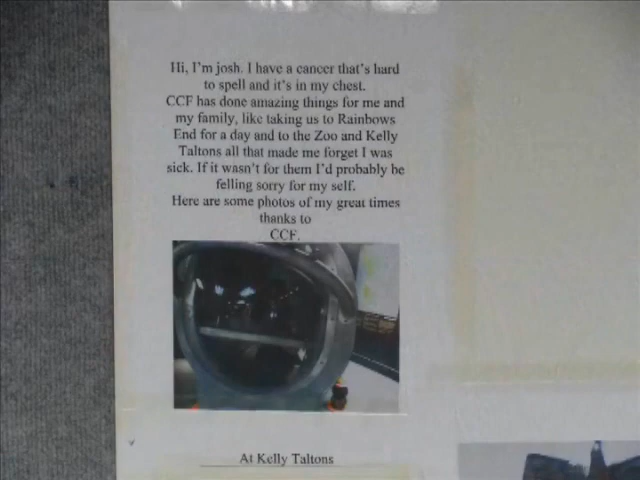 Hi, I'm josh. I have a cancer that's hard
to spell and it's in my chest.
CCF has done amazing things for me and
my family, like taking us to Rainbows
End for a day and to the Zoo and Kelly
Taltons all that made me forget I was
sick. If it wasn't for them I'd probably be
felling sorry for my self.
Here are some photos of my great times
thanks to
CCF.
At Kelly Taltons